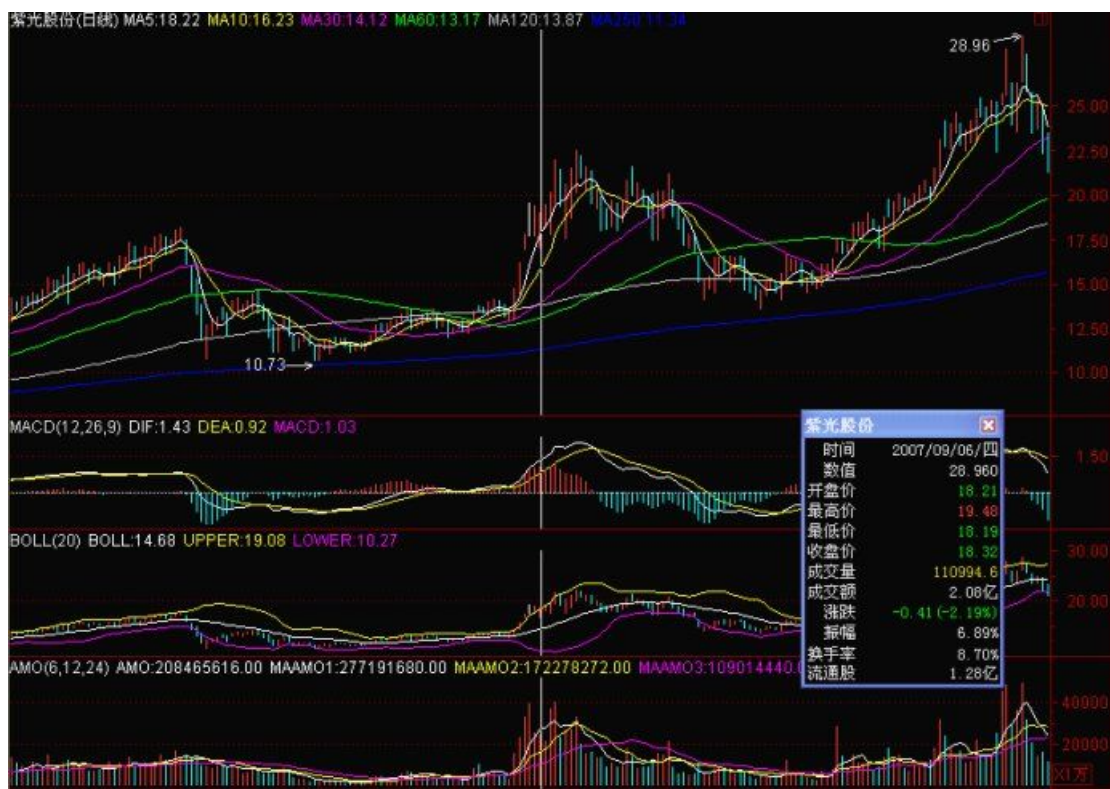 紫光股份(日线) MA5:18.22 MA10:16.23 MA30:14.12 MA60:13.17 MA120:13.87 MA250:11.34
28.96
25.00
22.50
20.00
17.50
15.00
12.50
10.73
10.00
MACD(12,26,9) DIF:1.43 DEA:0.92 MACD:1.03
1.50
紫光股份
时间 2007/09/06/四
数值 28.960
开盘价 18.21
最高价 19.48
最低价 18.19
收盘价 18.32
成交量 110994.6
成交额 2.08亿
涨跌 -0.41(-2.19%)
振幅 6.89%
换手率 8.70%
流通股 1.28亿
BOLL(20) BOLL:14.68 UPPER:19.08 LOWER:10.27
30.00
20.00
AMO(6,12,24) AMO:208465616.00 MAAMO1:277191680.00 MAAMO2:172278272.00 MAAMO3:109014440.0
40000
20000
X1万